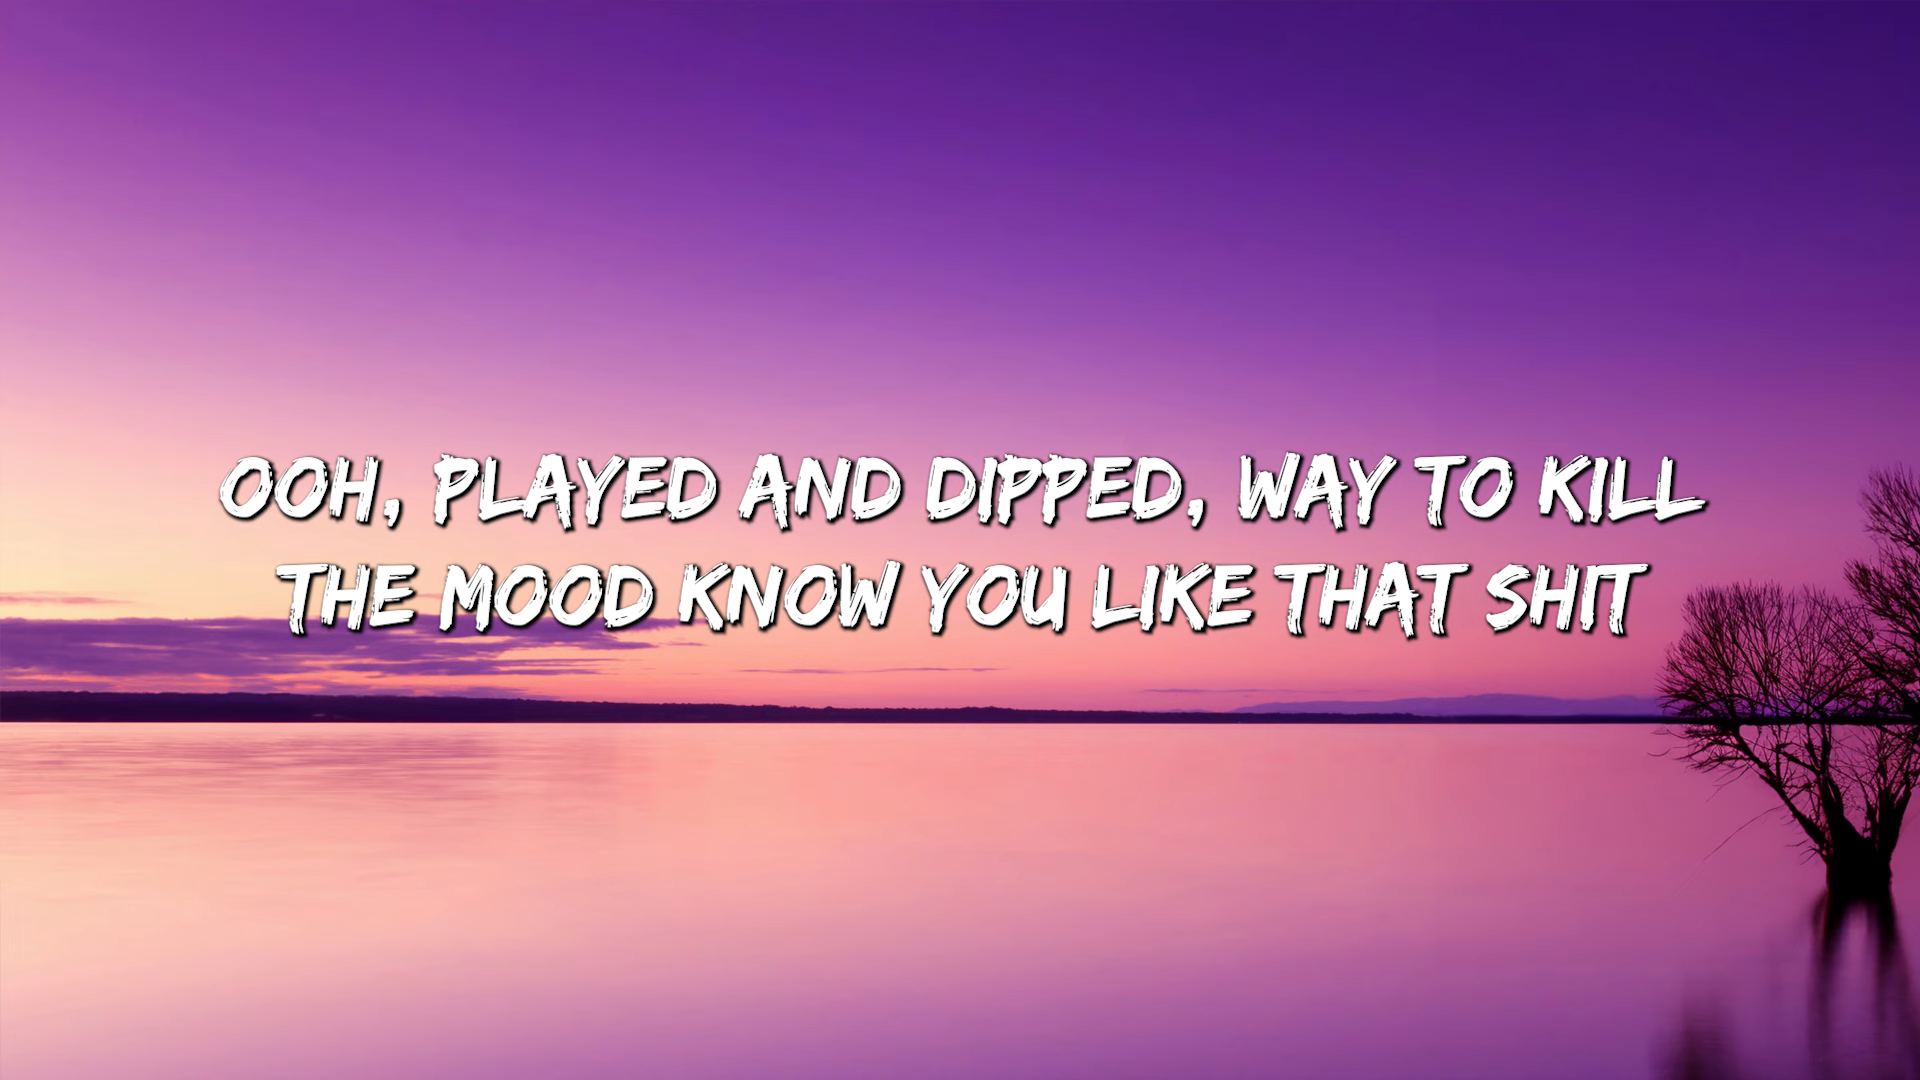 OOH, PLAYED AND DIPPED, WAY TO KILL
THE MOOD KNOW YOU LIKE THAT SHIT